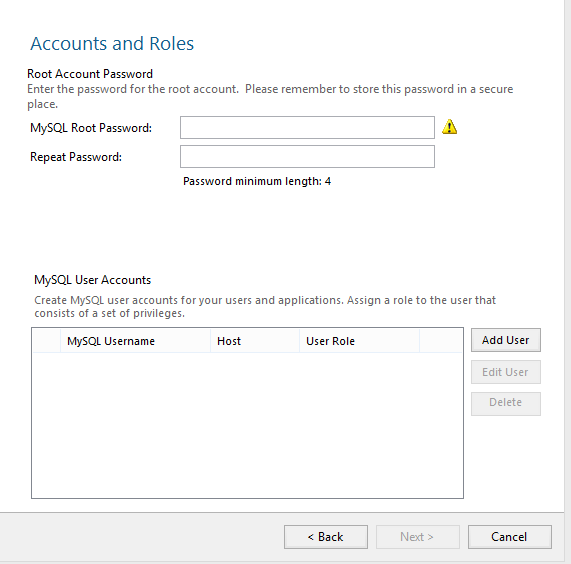 Accounts and Roles
Root Account Password
Enter the password for the root account. Please remember to store this password in a secure
place.
MySQL Root Password:
Repeat Password:
Password minimum length: 4
MySQL User Accounts
Create MySQL user accounts for your users and applications. Assign a role to the user that
consists of a set of privileges.
MySQL Username Host User Role
Add User
Edit User
Delete
< Back Next > Cancel